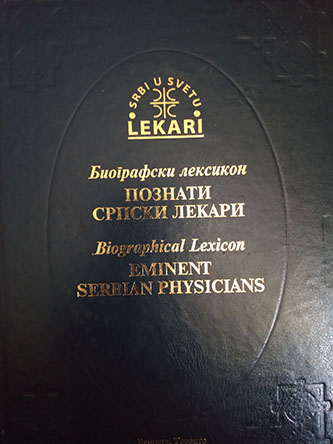 SRBI U SVETU
LEKARI
Биографски лексикон
ПОЗНАТИ
СРПСКИ ЛЕКАРИ
Biographical Lexicon
EMINENT
SERBIAN PHYSICIANS